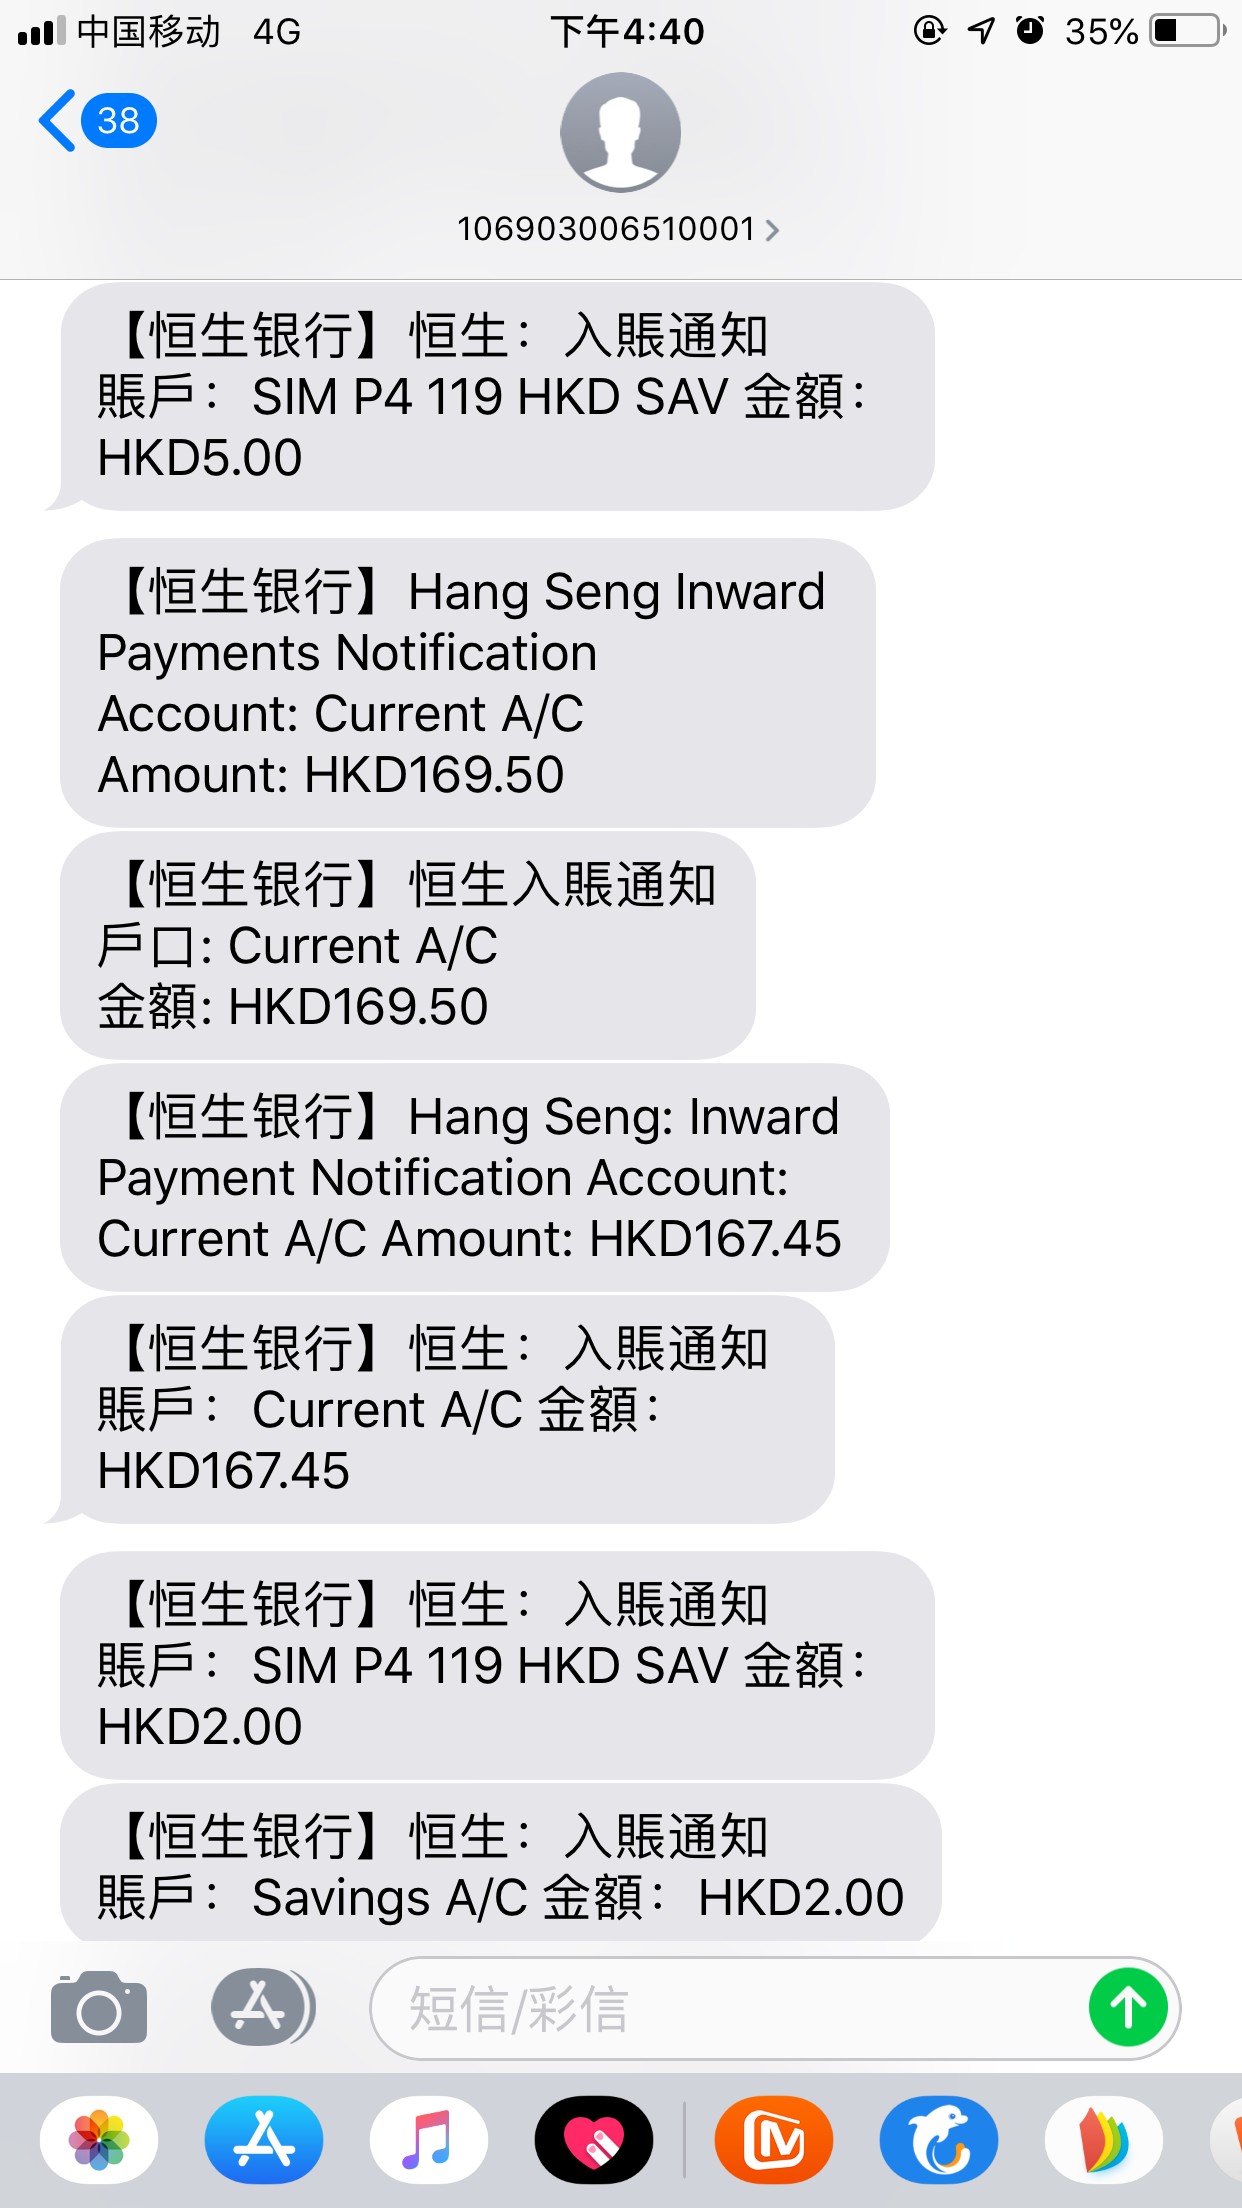 中国移动 4G 下午4:40 35%
38
106903006510001
【恒生银行】恒生：入賬通知
賬戶：SIM P4 119 HKD SAV 金額：
HKD5.00
【恒生银行】Hang Seng Inward
Payments Notification
Account: Current A/C
Amount: HKD169.50
【恒生银行】恒生入賬通知
戶口: Current A/C
金額: HKD169.50
【恒生银行】Hang Seng: Inward
Payment Notification Account:
Current A/C Amount: HKD167.45
【恒生银行】恒生：入賬通知
賬戶：Current A/C 金額：
HKD167.45
【恒生银行】恒生：入賬通知
賬戶：SIM P4 119 HKD SAV 金額：
HKD2.00
【恒生银行】恒生：入賬通知
賬戶：Savings A/C 金額：HKD2.00
短信/彩信